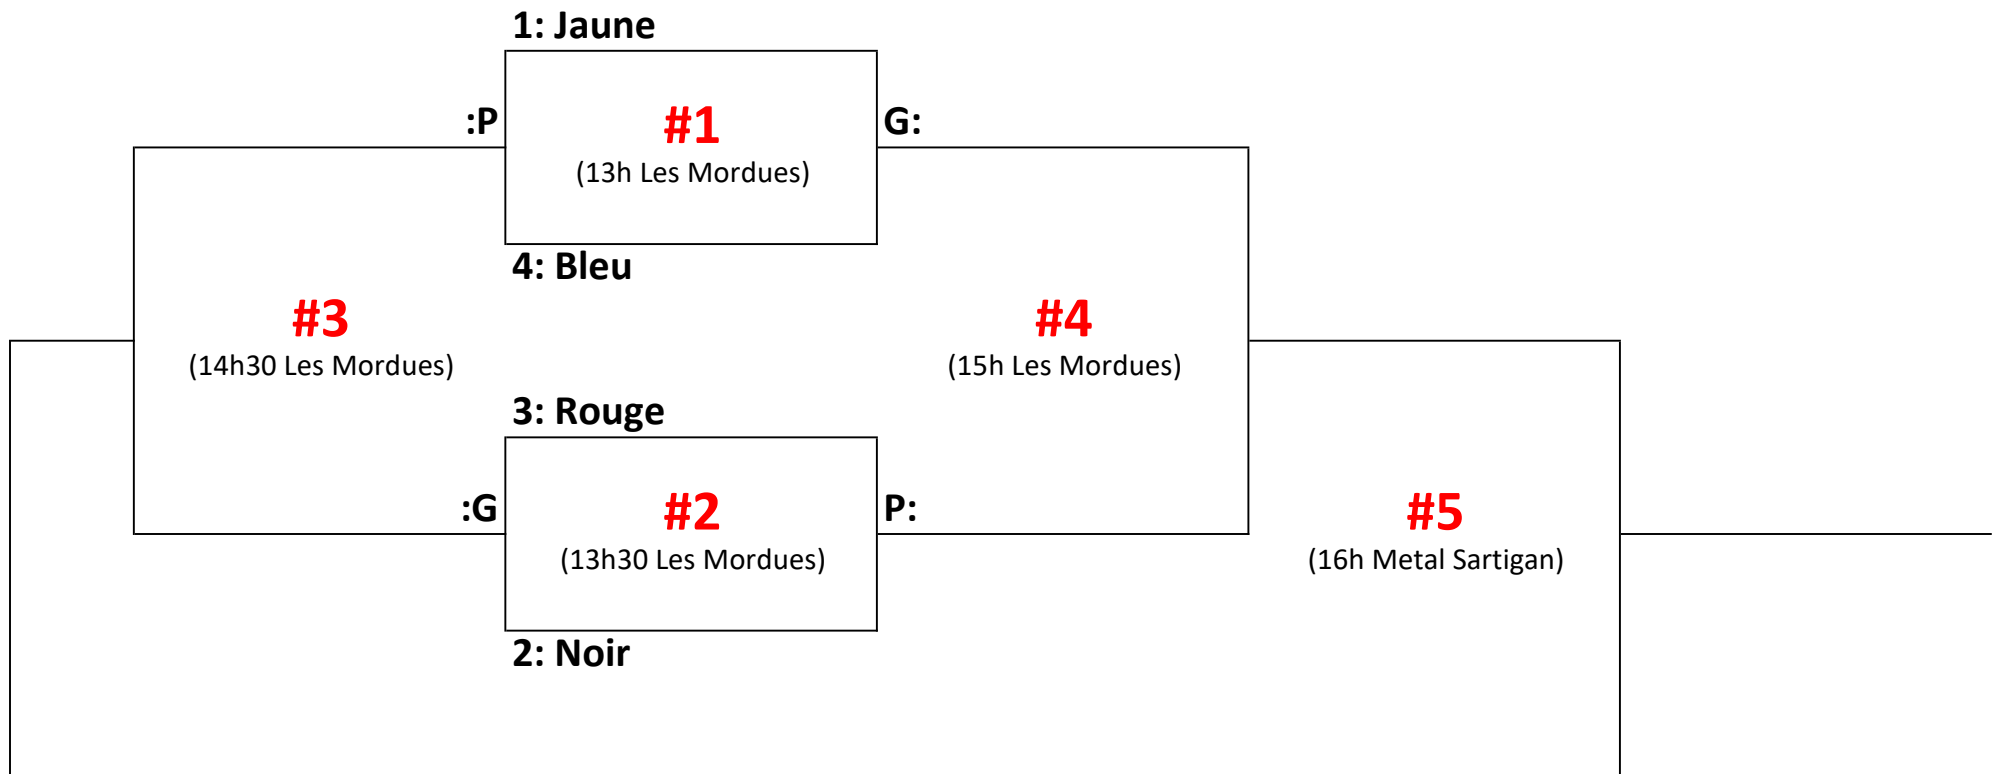 1: Jaune
:P
#1
G:
(13h Les Mordues)
4: Bleu
#3
#4
(14h30 Les Mordues)
(15h Les Mordues)
3: Rouge
:G
#2
P:
#5
(13h30 Les Mordues)
(16h Metal Sartigan)
2: Noir